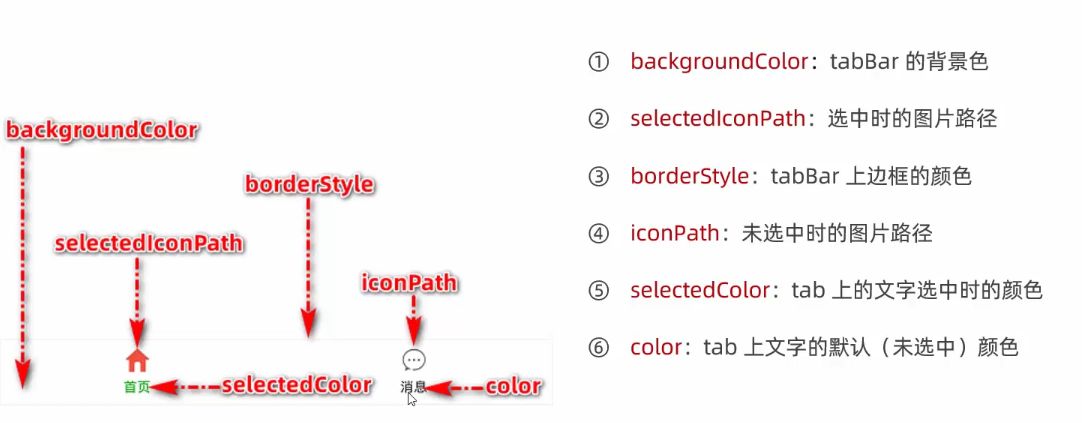 backgroundColor
borderStyle
selectedIconPath
iconPath
首页
selectedColor
消息
color
① backgroundColor：tabBar 的背景色
② selectedIconPath：选中时的图片路径
③ borderStyle：tabBar 上边框的颜色
④ iconPath：未选中时的图片路径
⑤ selectedColor：tab 上的文字选中时的颜色
⑥ color：tab 上文字的默认（未选中）颜色